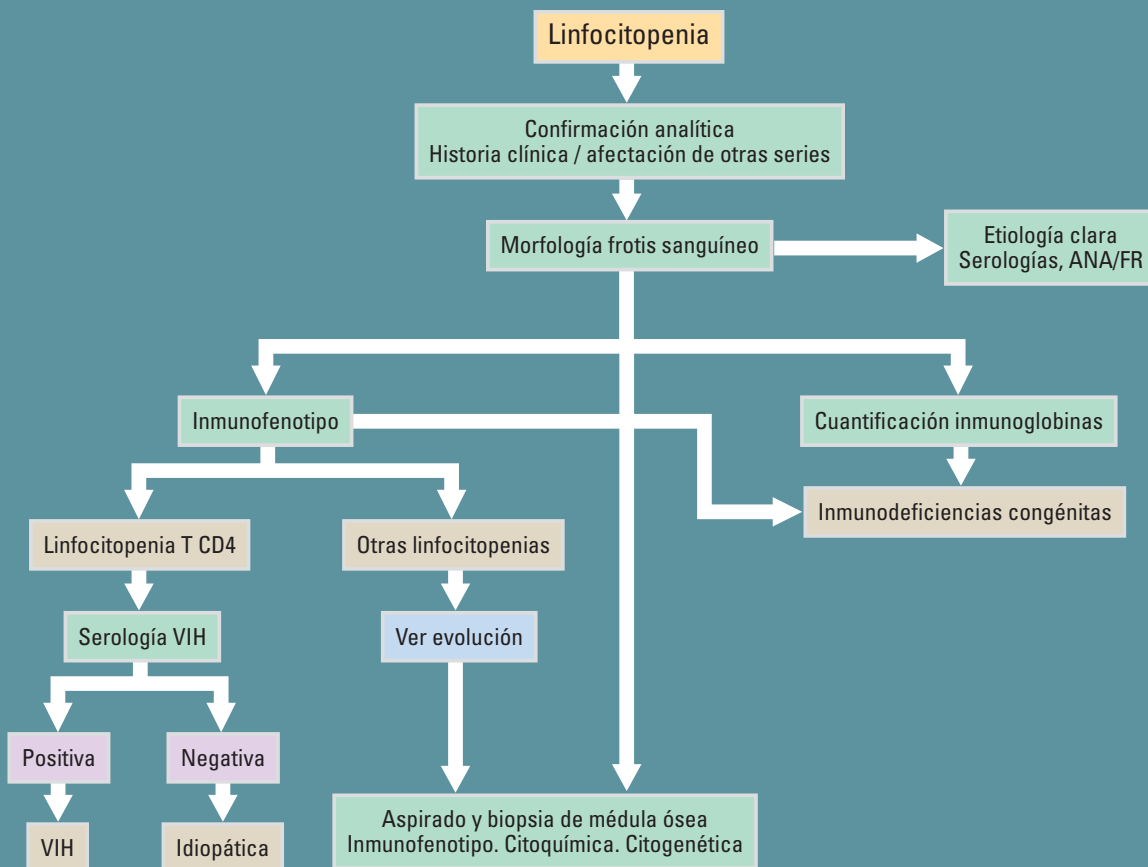 Linfocitopenia
Confirmación analítica
Historia clínica / afectación de otras series
Morfología frotis sanguíneo
Etiología clara
Serologías, ANA/FR
Inmunofenotipo
Cuantificación inmunoglobinas
Linfocitopenia T CD4
Otras linfocitopenias
Inmunodeficiencias congénitas
Serología VIH
Ver evolución
Positiva
Negativa
VIH
Idiopática
Aspirado y biopsia de médula ósea
Inmunofenotipo. Citoquímica. Citogenética